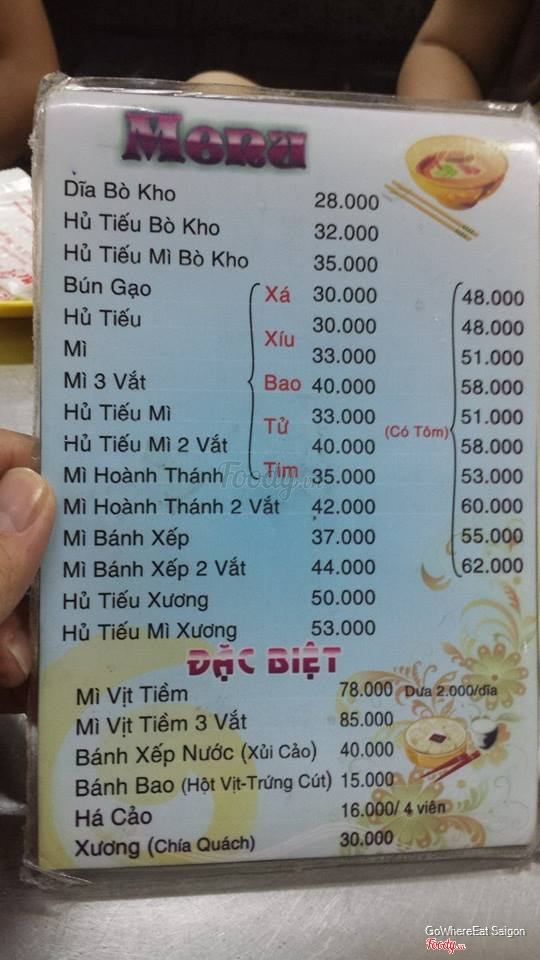 Menu
Dĩa Bò Kho 28.000
Hủ Tiếu Bò Kho 32.000
Hủ Tiếu Mì Bò Kho 35.000
Bún Gạo Xá 30.000 48.000
Hủ Tiếu 30.000 48.000
Mì Xíu 33.000 51.000
Mì 3 Vắt Bao 40.000 58.000
Hủ Tiếu Mì Tử 33.000 (Có Tôm) 51.000
Hủ Tiếu Mì 2 Vắt 40.000 58.000
Mì Hoành Thánh Tim 35.000 53.000
Mì Hoành Thánh 2 Vắt 42.000 60.000
Mì Bánh Xếp 37.000 55.000
Mì Bánh Xếp 2 Vắt 44.000 62.000
Hủ Tiếu Xương 50.000
Hủ Tiếu Mì Xương 53.000
ĐẶC BIỆT
Mì Vịt Tiềm 78.000 Dưa 2.000/dĩa
Mì Vịt Tiềm 3 Vắt 85.000
Bánh Xếp Nước (Xủi Cảo) 40.000
Bánh Bao (Hột Vịt-Trứng Cút) 15.000
Há Cảo 16.000/ 4 viên
Xương (Chía Quách) 30.000
Foody.vn
GoWhereEat Saigon
Foody.vn